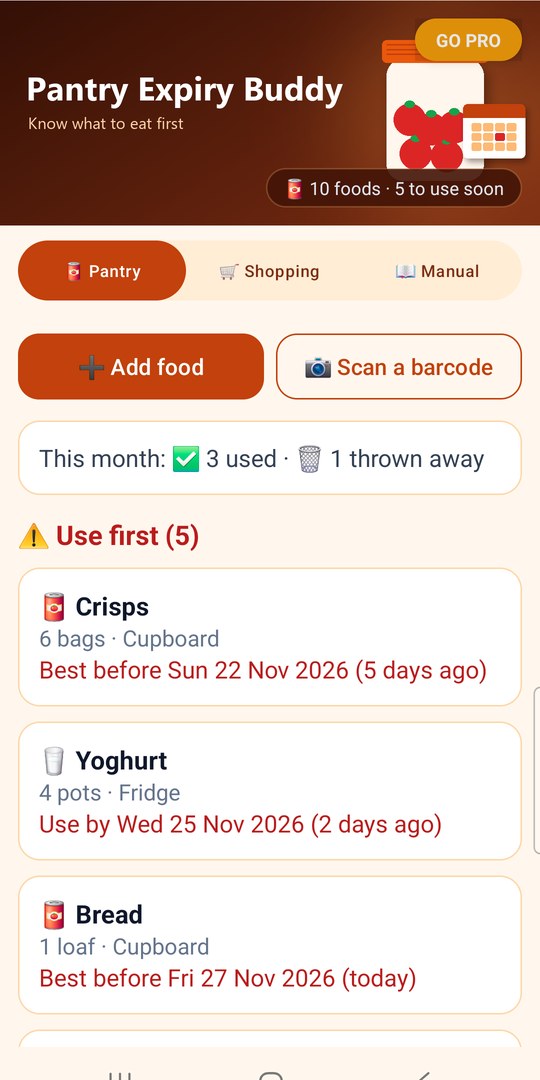 GO PRO
Pantry Expiry Buddy
Know what to eat first
10 foods · 5 to use soon
Pantry
Shopping
Manual
Add food
Scan a barcode
This month: ✅ 3 used · 🗑️ 1 thrown away
⚠️ Use first (5)
Crisps
6 bags · Cupboard
Best before Sun 22 Nov 2026 (5 days ago)
Yoghurt
4 pots · Fridge
Use by Wed 25 Nov 2026 (2 days ago)
Bread
1 loaf · Cupboard
Best before Fri 27 Nov 2026 (today)